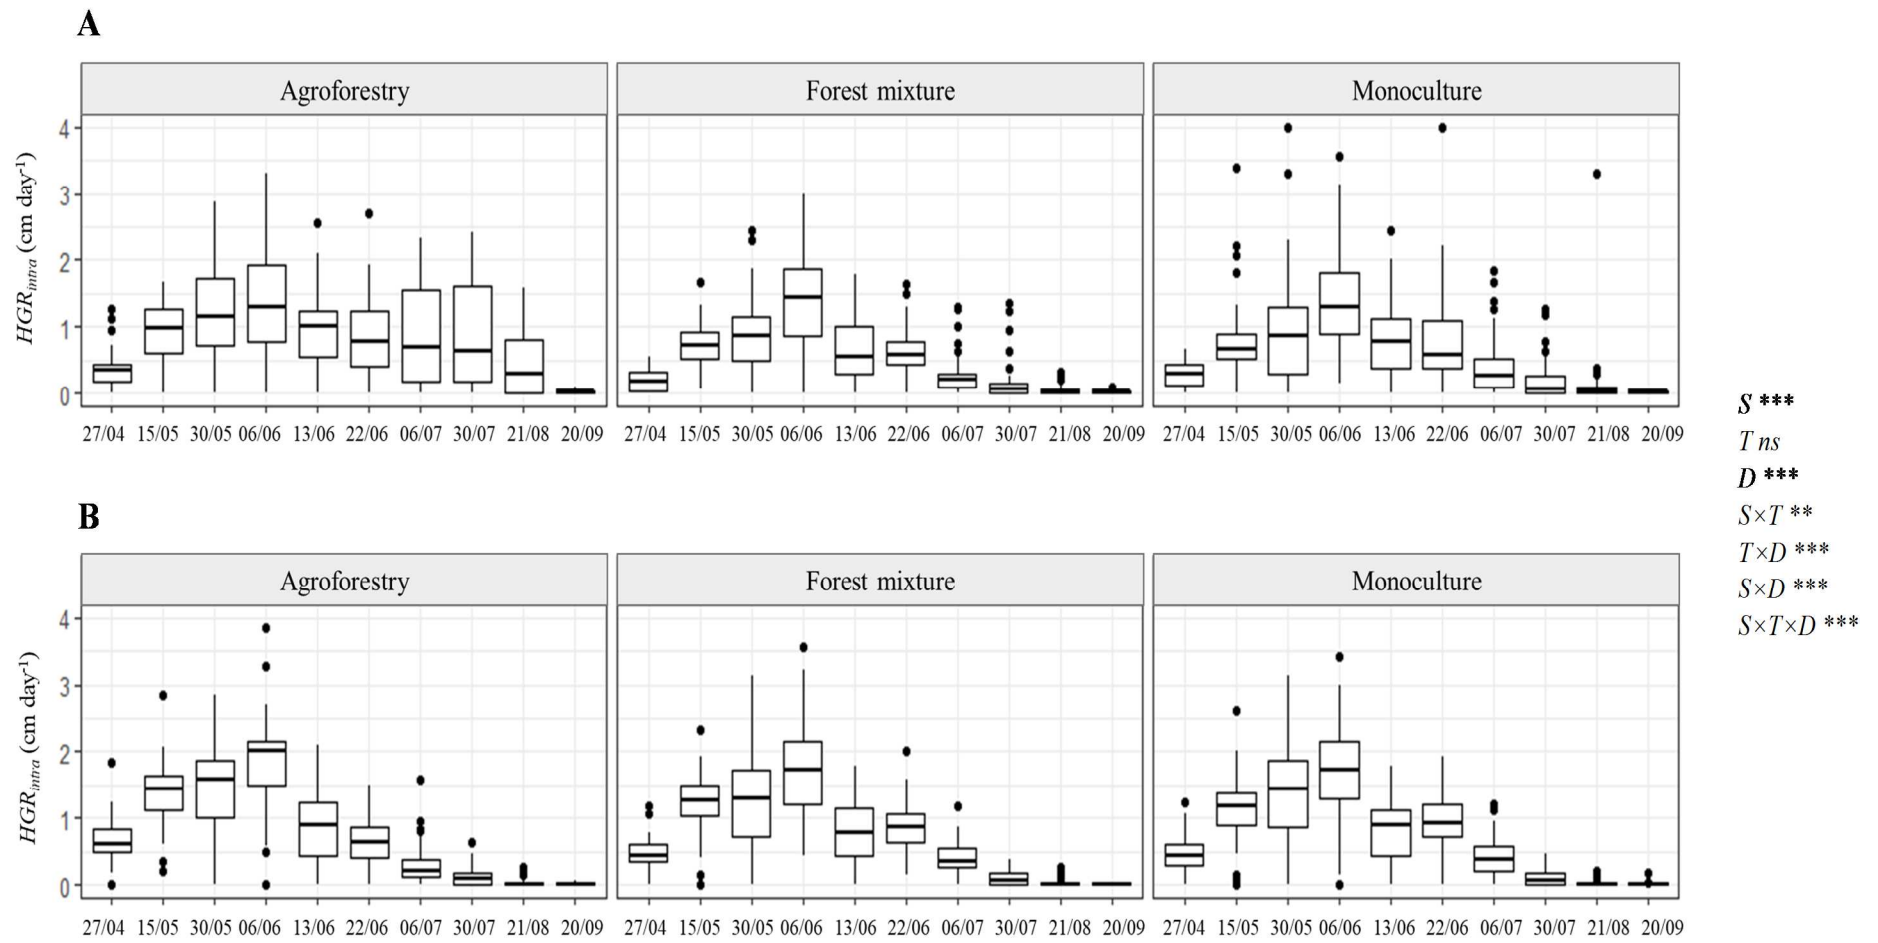 A
Agroforestry Forest mixture Monoculture
4
3
2
1
0
HGRintra (cm day-1)
27/04 15/05 30/05 06/06 13/06 22/06 06/07 30/07 21/08 20/09 27/04 15/05 30/05 06/06 13/06 22/06 06/07 30/07 21/08 20/09 27/04 15/05 30/05 06/06 13/06 22/06 06/07 30/07 21/08 20/09
B
Agroforestry Forest mixture Monoculture
4
3
2
1
0
HGRintra (cm day-1)
27/04 15/05 30/05 06/06 13/06 22/06 06/07 30/07 21/08 20/09 27/04 15/05 30/05 06/06 13/06 22/06 06/07 30/07 21/08 20/09 27/04 15/05 30/05 06/06 13/06 22/06 06/07 30/07 21/08 20/09
S ***
T ns
D ***
S×T **
T×D ***
S×D ***
S×T×D ***